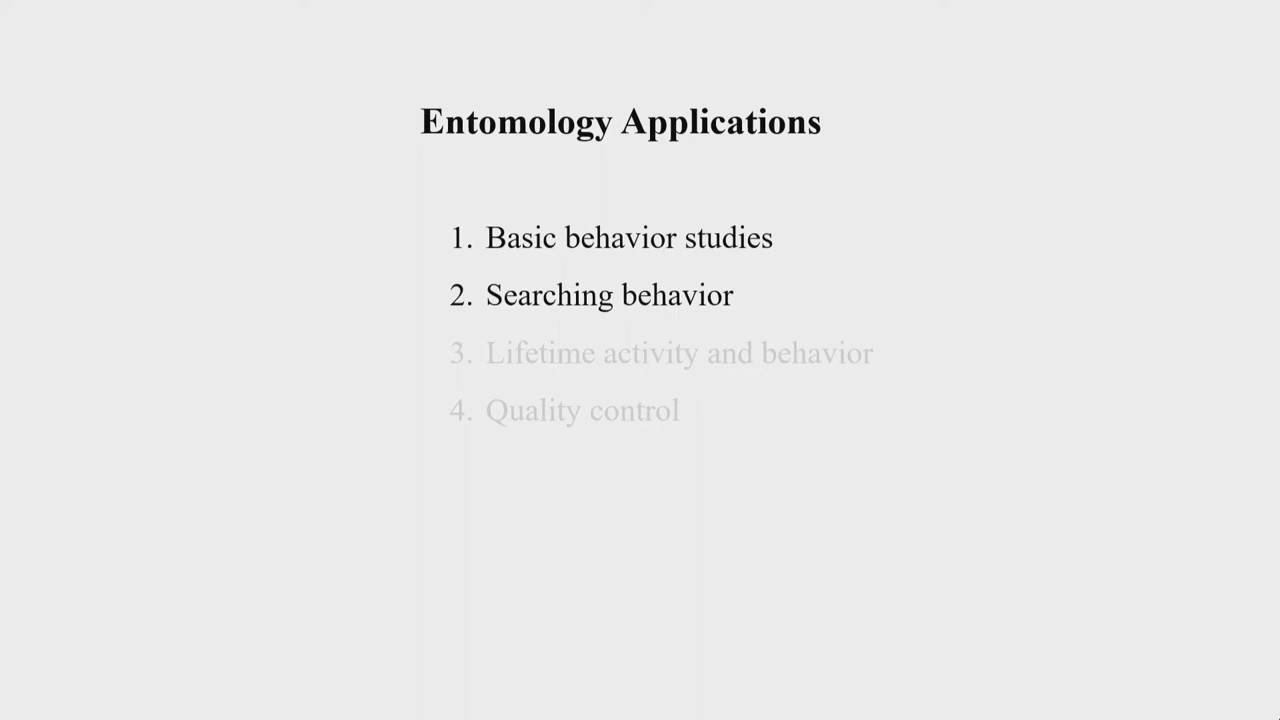 Entomology Applications
1. Basic behavior studies
2. Searching behavior
3. Lifetime activity and behavior
4. Quality control